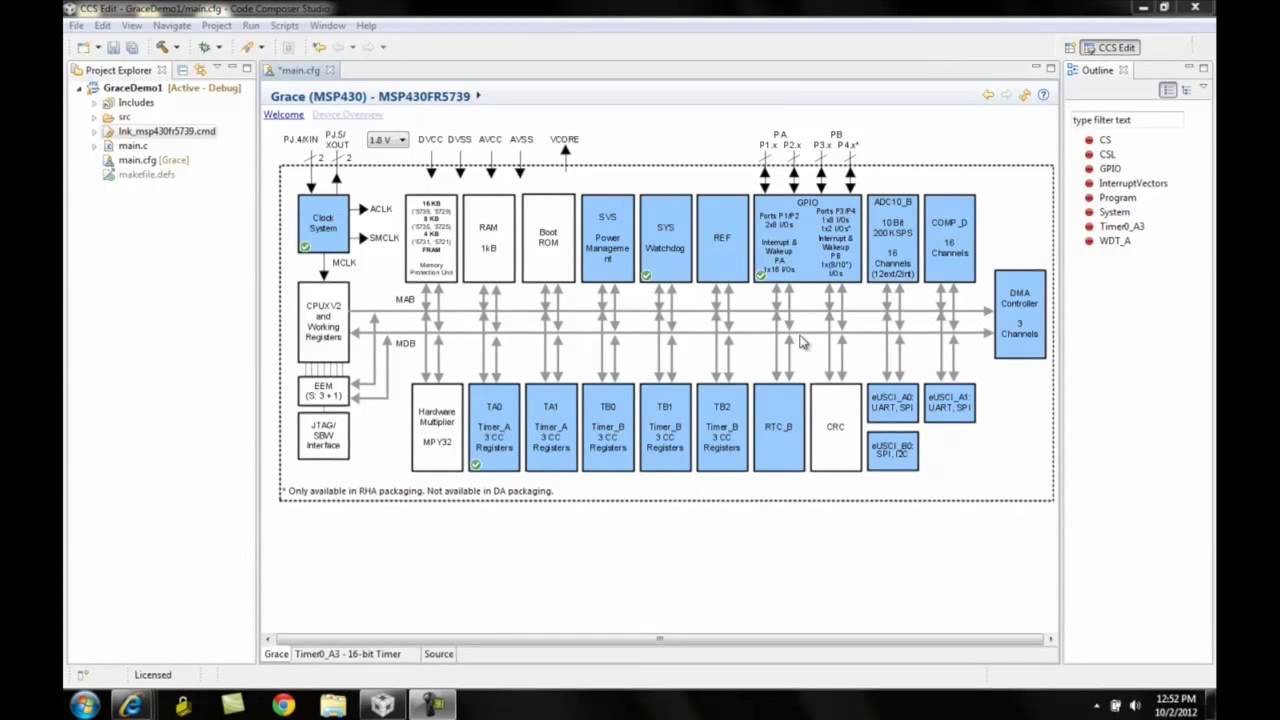 CCS Edit - GraceDemo1/main.cfg - Code Composer Studio
File Edit View Navigate Project Run Scripts Window Help
CCS Edit
Project Explorer
GraceDemo1 [Active - Debug]
Includes
src
lnk_msp430fr5739.cmd
main.c
main.cfg [Grace]
makefile.defs
*main.cfg
Grace (MSP430) - MSP430FR5739
Welcome Device Overview
PJ.4/XIN
PJ.5/
XOUT
2
2
1.8 V
DVCC DVSS AVCC AVSS VCORE
PA
P1.x P2.x
PB
P3.x P4.x*
Clock
System
ACLK
SMCLK
MCLK
16 KB
('5739, '5729)
8 KB
('5735, '5725)
4 KB
('5731, '5721)
FRAM
Memory
Protection Unit
RAM
1kB
Boot
ROM
SVS
Power
Manageme
nt
SYS
Watchdog
REF
GPIO
Ports P1/P2
2x8 I/Os
Interrupt &
Wakeup
PA
1x16 I/Os
Ports P3/P4
1x8 I/Os
1x2 I/Os*
Interrupt &
Wakeup
PB
1x(8/10*)
I/Os
ADC10_B
10 Bit
200 KSPS
16
Channels
(12ext/2int)
COMP_D
16
Channels
DMA
Controller
3
Channels
CPUXV2
and
Working
Registers
MAB
MDB
EEM
(S: 3 + 1)
JTAG/
SBW
Interface
Hardware
Multiplier
MPY32
TA0
Timer_A
3 CC
Registers
TA1
Timer_A
3 CC
Registers
TB0
Timer_B
3 CC
Registers
TB1
Timer_B
3 CC
Registers
TB2
Timer_B
3 CC
Registers
RTC_B
CRC
eUSCI_A0:
UART, SPI
eUSCI_A1:
UART, SPI
eUSCI_B0:
SPI, I2C
* Only available in RHA packaging. Not available in DA packaging.
Grace Timer0_A3 - 16-bit Timer Source
Outline
type filter text
CS
CSL
GPIO
InterruptVectors
Program
System
Timer0_A3
WDT_A
Licensed
12:52 PM
10/2/2012